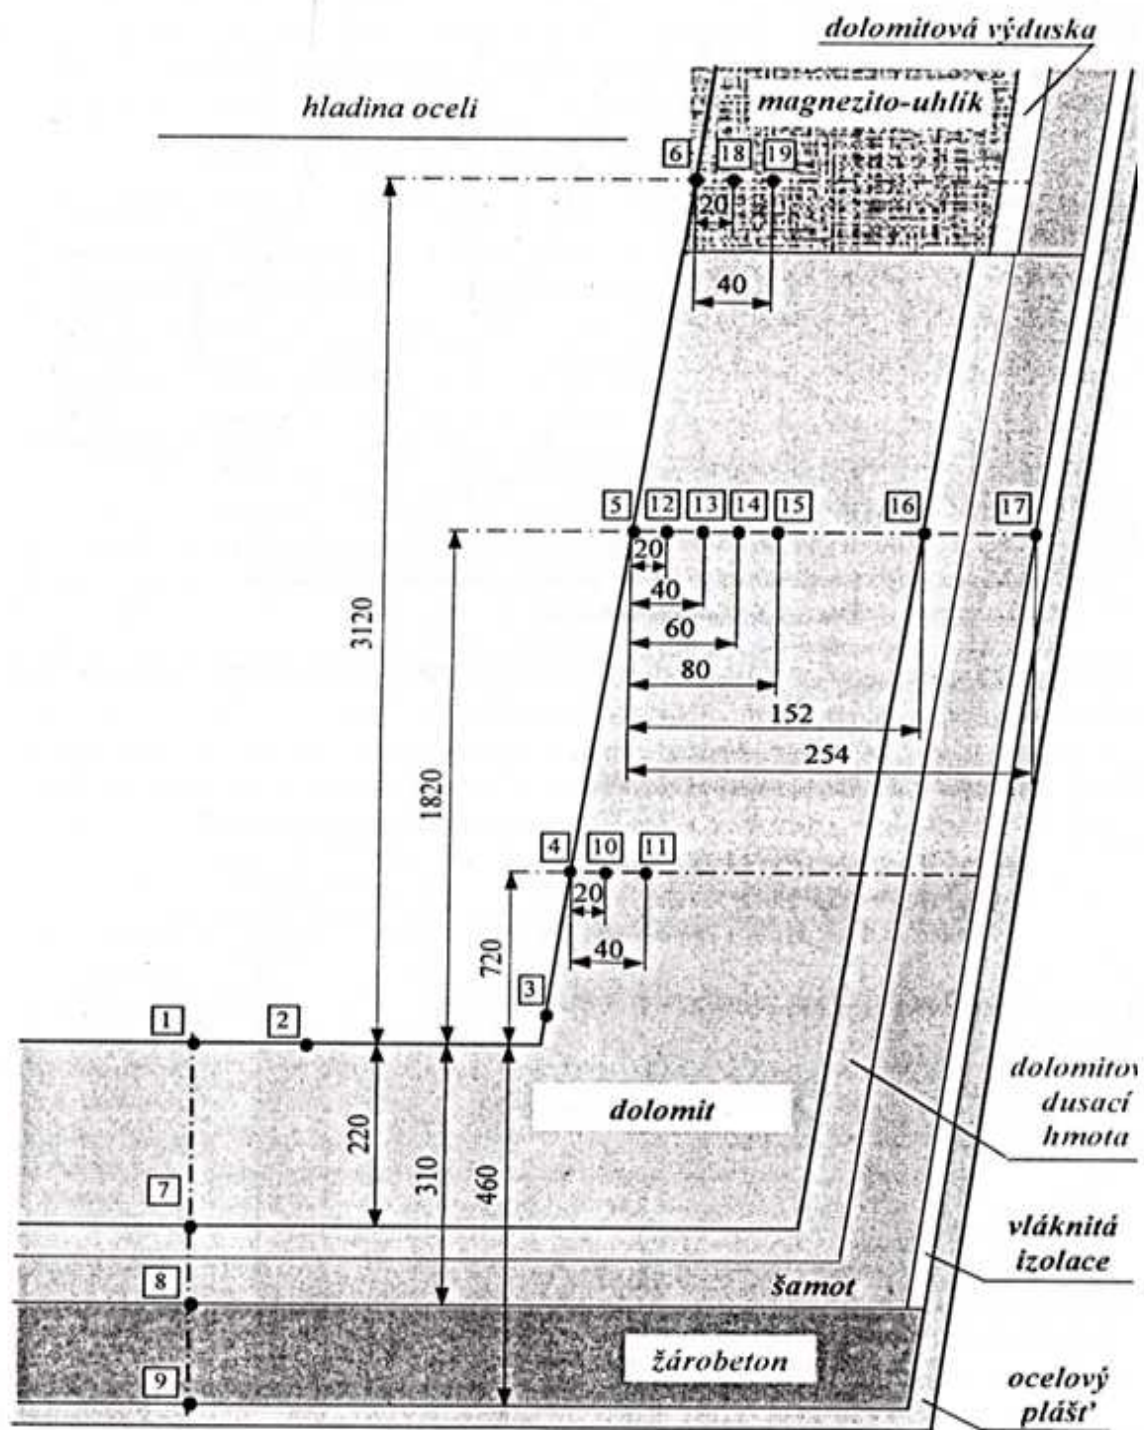 dolomitová výduska
hladina oceli
magnezito-uhlík
6 18 19
20
40
5 12 13 14 15 16 17
20
40
60
80
152
254
3120
1820
4 10 11
20
40
720
3
1 2
dolomitov
dusací
hmota
dolomit
220
310
460
7
vláknitá
izolace
8
šamot
žárobeton
9
ocelový
plášť